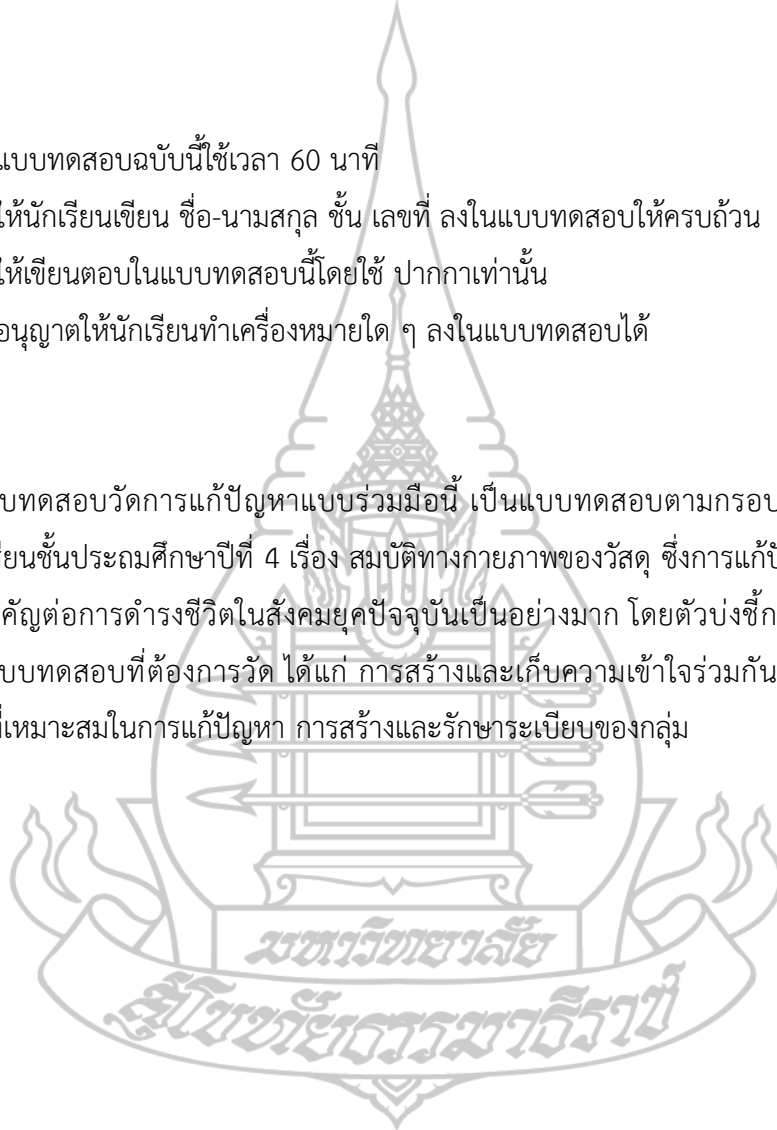 แบบทดสอบฉบับนี้ใช้เวลา 60 นาที
ให้นักเรียนเขียน ชื่อ-นามสกุล ชั้น เลขที่ ลงในแบบทดสอบให้ครบถ้วน
ให้เขียนตอบในแบบทดสอบนี้โดยใช้ ปากกาเท่านั้น
อนุญาตให้นักเรียนทำเครื่องหมายใด ๆ ลงในแบบทดสอบได้
บทดสอบวัดการแก้ปัญหาแบบร่วมมือนี้ เป็นแบบทดสอบตามกรอบ
รียนชั้นประถมศึกษาปีที่ 4 เรื่อง สมบัติทางกายภาพของวัสดุ ซึ่งการแก้ปั
คัญต่อการดำรงชีวิตในสังคมยุคปัจจุบันเป็นอย่างมาก โดยตัวบ่งชี้ก
บบทดสอบที่ต้องการวัด ได้แก่ การสร้างและเก็บความเข้าใจร่วมกัน
ที่เหมาะสมในการแก้ปัญหา การสร้างและรักษาระเบียบของกลุ่ม
มหาวิทยาลัย
สุโขทัยธรรมาธิราช